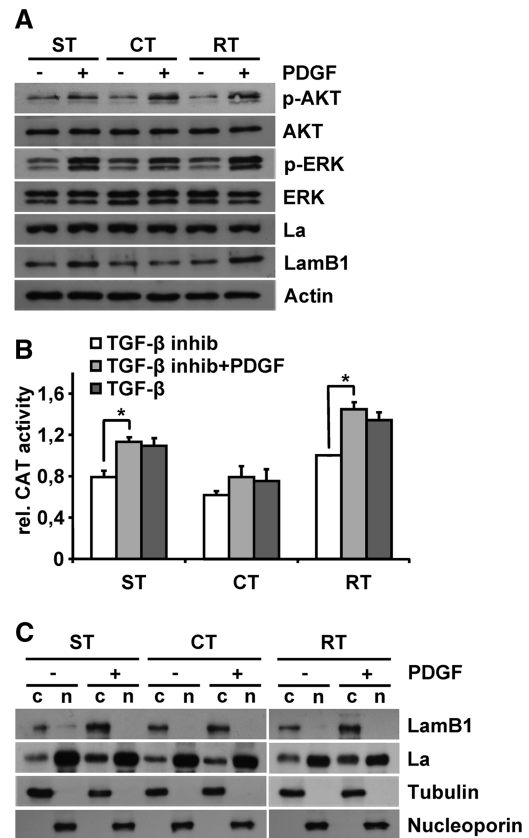 A
ST CT RT
- + - + - + PDGF
p-AKT
AKT
p-ERK
ERK
La
LamB1
Actin
B
TGF-β inhib
TGF-β inhib+PDGF
TGF-β
rel. CAT activity
1,6
1,2
0,8
0,4
0
* *
ST CT RT
C
ST CT RT
- + - + - + PDGF
c n c n c n c n c n c n
LamB1
La
Tubulin
Nucleoporin